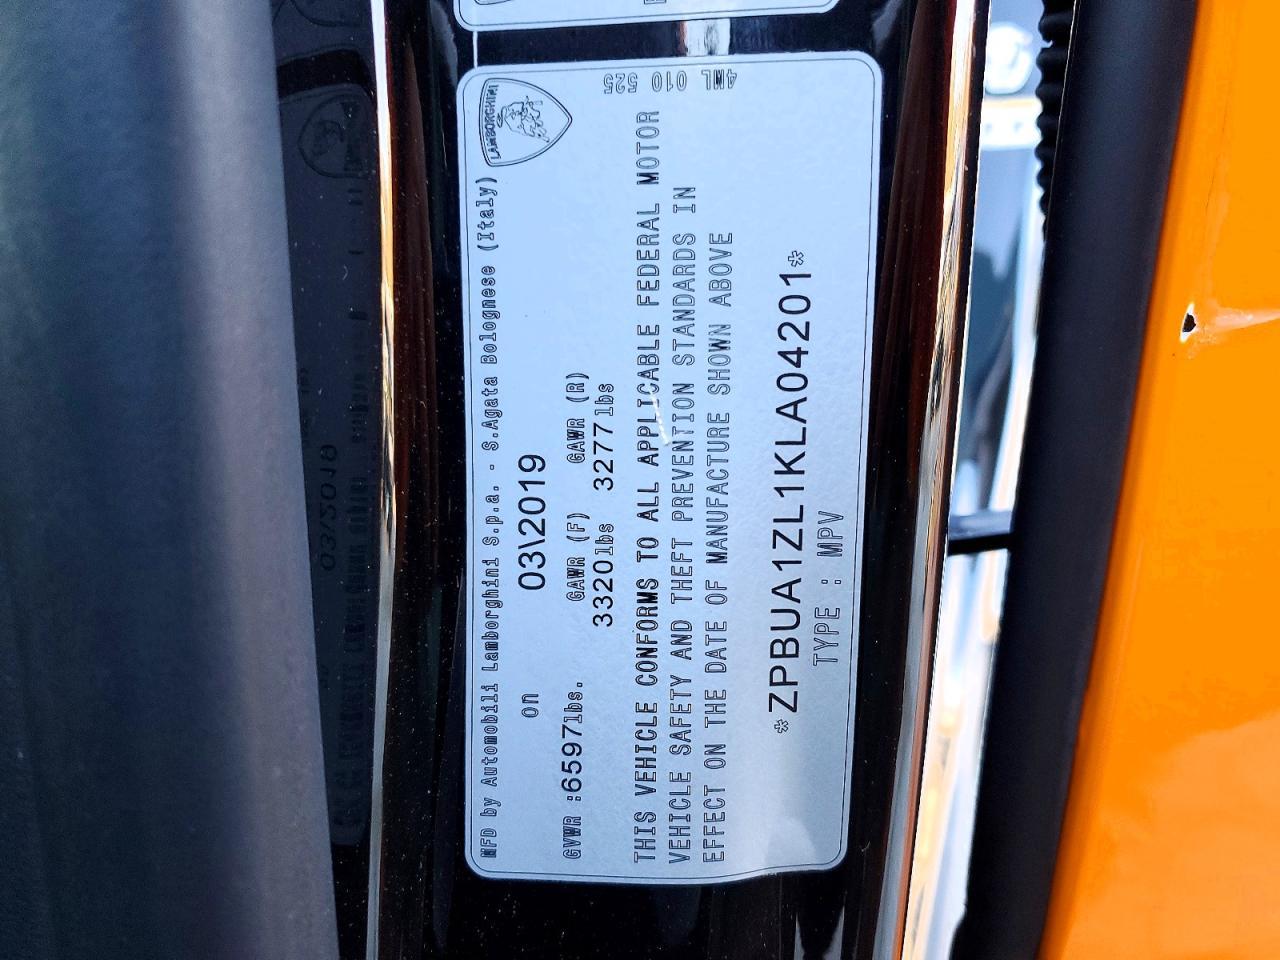 LAMBORGHINI
4ML 010 525
MFD by Automobili Lamborghini S.p.a. - S.Agata Bolognese (Italy)
on 03\2019
GVWR :6597lbs. GAWR (F) GAWR (R)
3320lbs 3277lbs
THIS VEHICLE CONFORMS TO ALL APPLICABLE FEDERAL MOTOR
VEHICLE SAFETY AND THEFT PREVENTION STANDARDS IN
EFFECT ON THE DATE OF MANUFACTURE SHOWN ABOVE
*ZPBUA1ZL1KLA04201*
TYPE : MPV